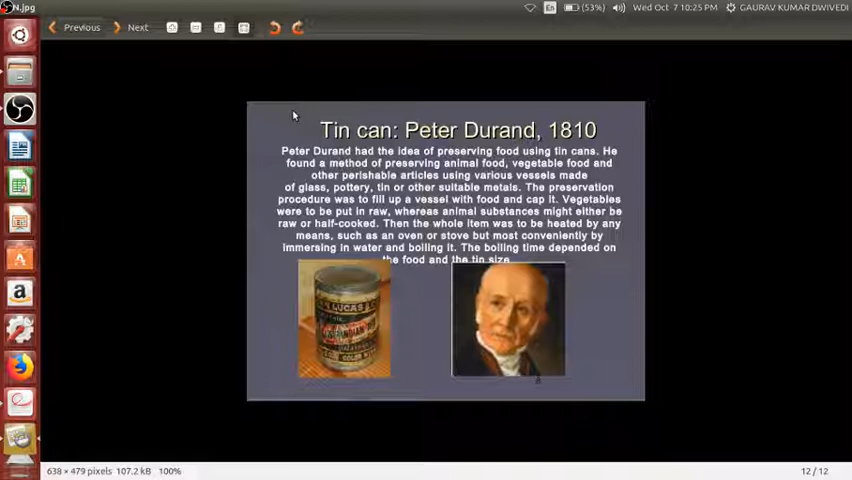 N.jpg
En (53%) Wed Oct 7 10:25 PM GAURAV KUMAR DWIVEDI
Previous Next
Tin can: Peter Durand, 1810
Peter Durand had the idea of preserving food using tin cans. He
found a method of preserving animal food, vegetable food and
other perishable articles using various vessels made
of glass, pottery, tin or other suitable metals. The preservation
procedure was to fill up a vessel with food and cap it. Vegetables
were to be put in raw, whereas animal substances might either be
raw or half-cooked. Then the whole item was to be heated by any
means, such as an oven or stove but most conveniently by
immersing in water and boiling it. The boiling time depended on
the food and the tin size.
LUCAS &
638 × 479 pixels 107.2 kB 100% 12 / 12